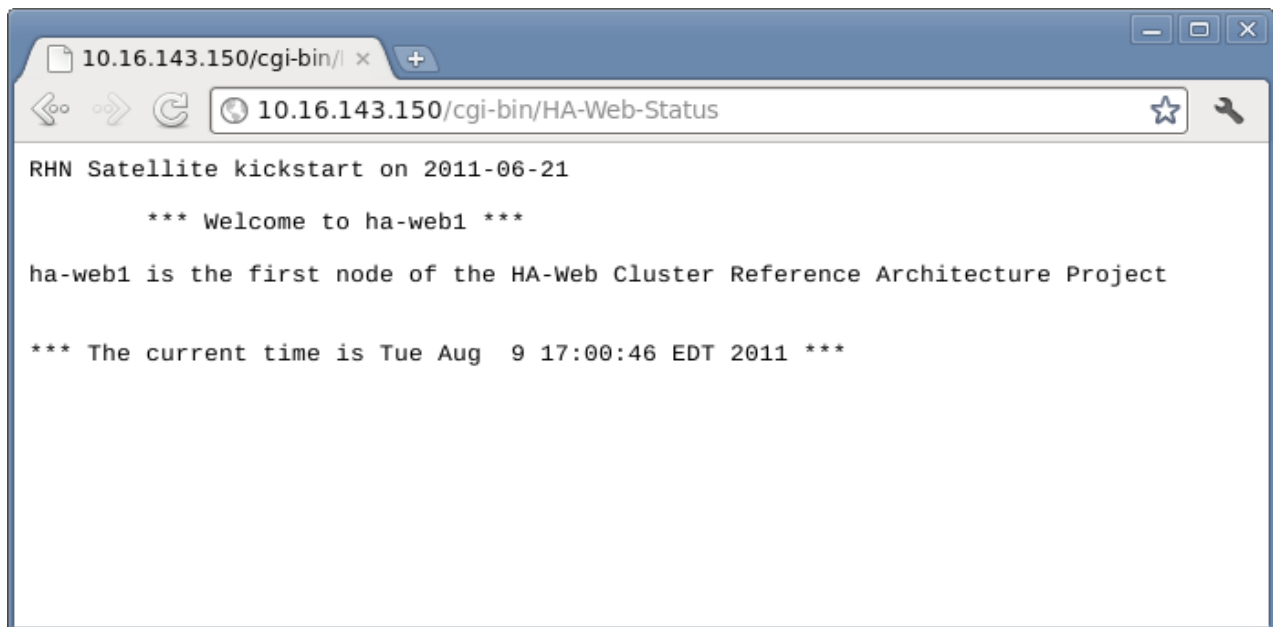 10.16.143.150/cgi-bin/
10.16.143.150/cgi-bin/HA-Web-Status
RHN Satellite kickstart on 2011-06-21
*** Welcome to ha-web1 ***
ha-web1 is the first node of the HA-Web Cluster Reference Architecture Project
*** The current time is Tue Aug  9 17:00:46 EDT 2011 ***